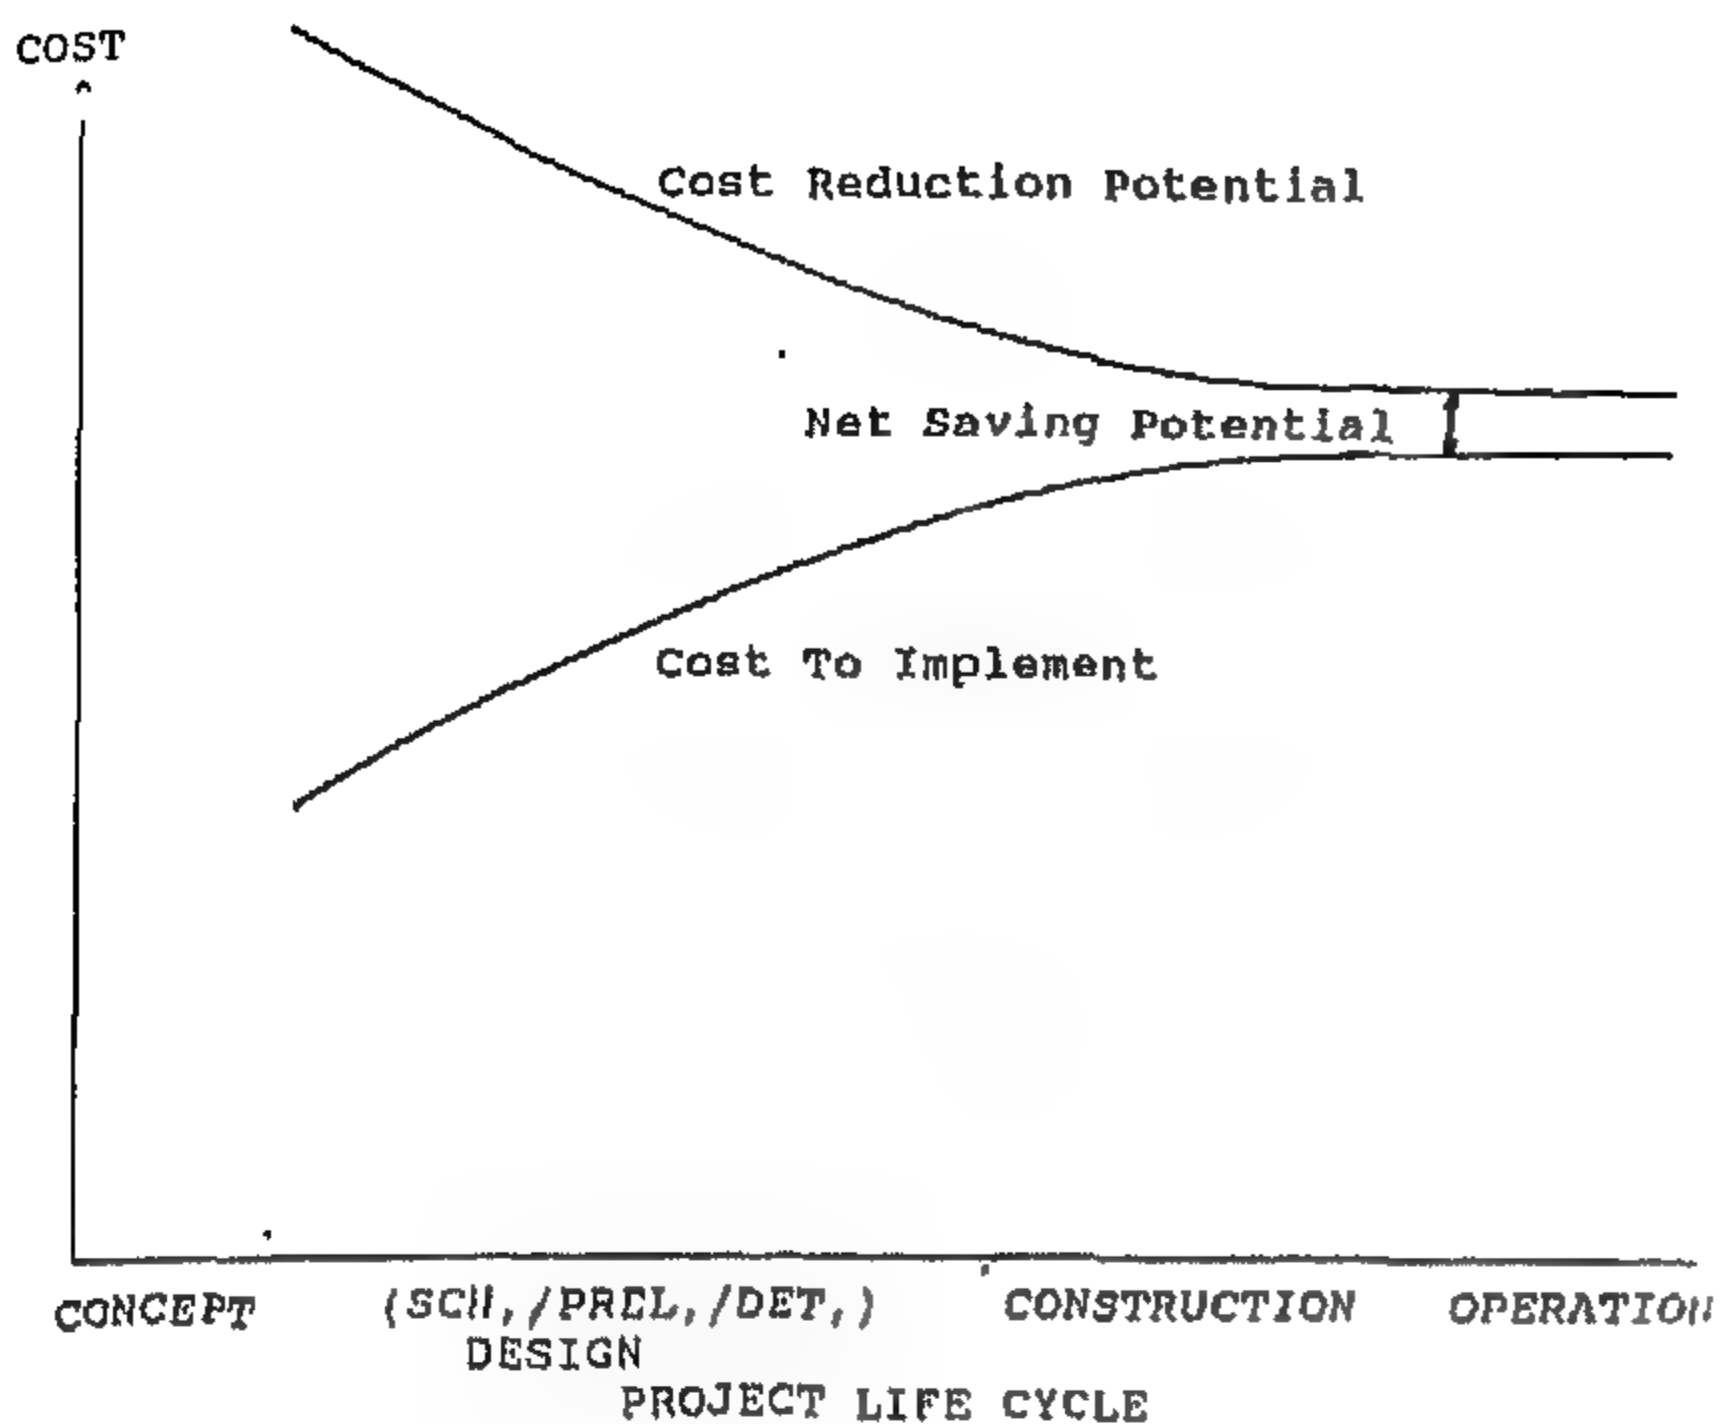 COST
Cost Reduction Potential
Net Saving Potential
Cost To Implement
CONCEPT (SCH,/PREL,/DET,) CONSTRUCTION OPERATION
DESIGN
PROJECT LIFE CYCLE